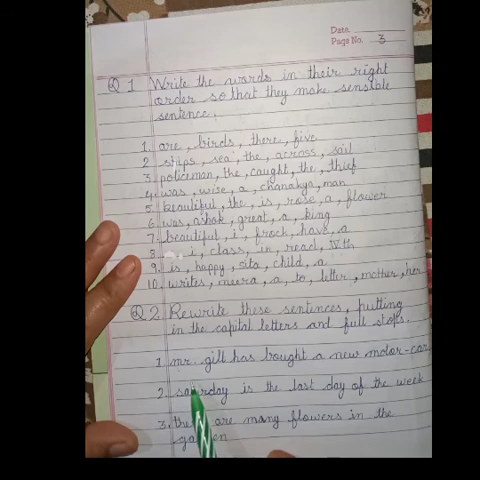 Date
Page No. 3
Q 1 Write the words in their right
order so that they make sensible
sentence.
1. are, birds, there, five
2. ships, sea, the, across, sail
3. policeman, the, caught, the, thief
4. was, wise, a, chanakya, man
5. beautiful, the, is, rose, a, flower
6. was, ashok, great, a, king
7. beautiful, i, frock, have, a
8. i, class, in, read, IVth
9. is, happy, sita, child, a
10. writes, meera, a, to, letter, mother, her
Q 2. Rewrite these sentences, putting
in the capital letters and full stops.
1. mr. gill has bought a new motor-car
2. saturday is the last day of the week
3. are many flowers in the